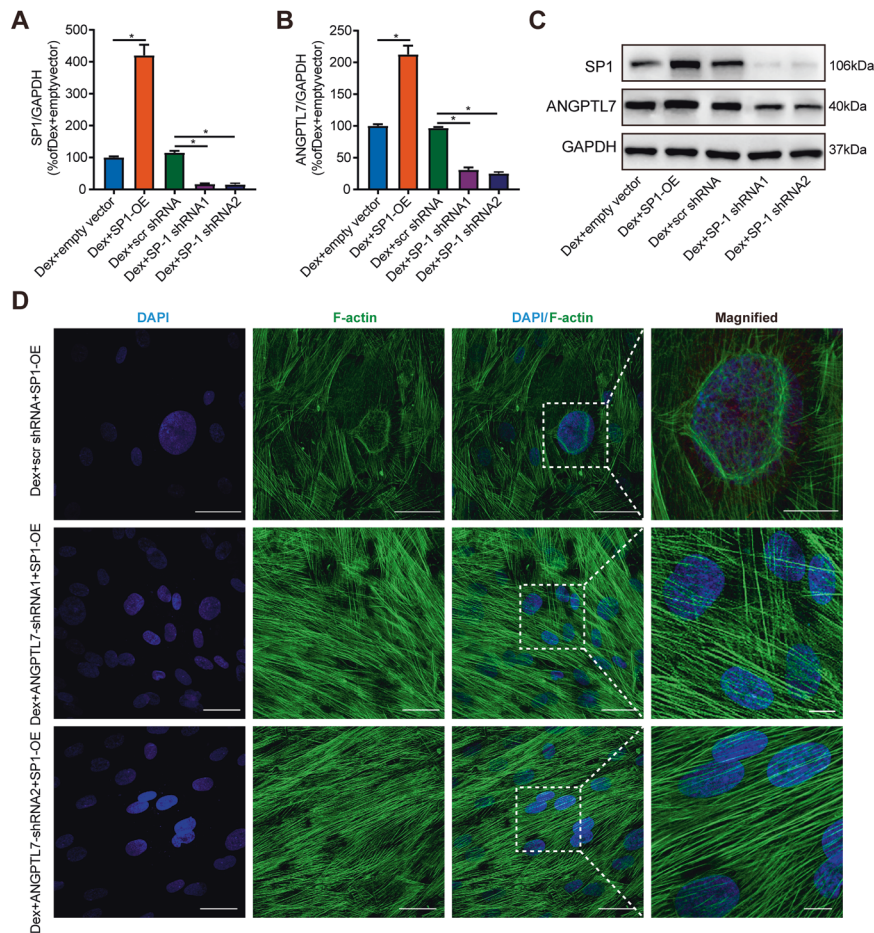 A
SP1/GAPDH
(%ofDex+emptyvector)
500
400
300
200
100
0
*
*
*
Dex+empty vector
Dex+SP1-OE
Dex+scr shRNA
Dex+SP-1 shRNA1
Dex+SP-1 shRNA2
B
ANGPTL7/GAPDH
(%ofDex+emptyvector)
250
200
150
100
50
0
*
*
*
Dex+empty vector
Dex+SP1-OE
Dex+scr shRNA
Dex+SP-1 shRNA1
Dex+SP-1 shRNA2
C
SP1
106kDa
ANGPTL7
40kDa
GAPDH
37kDa
Dex+empty vector
Dex+SP1-OE
Dex+scr shRNA
Dex+SP-1 shRNA1
Dex+SP-1 shRNA2
D
DAPI
F-actin
DAPI/F-actin
Magnified
Dex+scr shRNA+SP1-OE
Dex+ANGPTL7-shRNA1+SP1-OE
Dex+ANGPTL7-shRNA2+SP1-OE